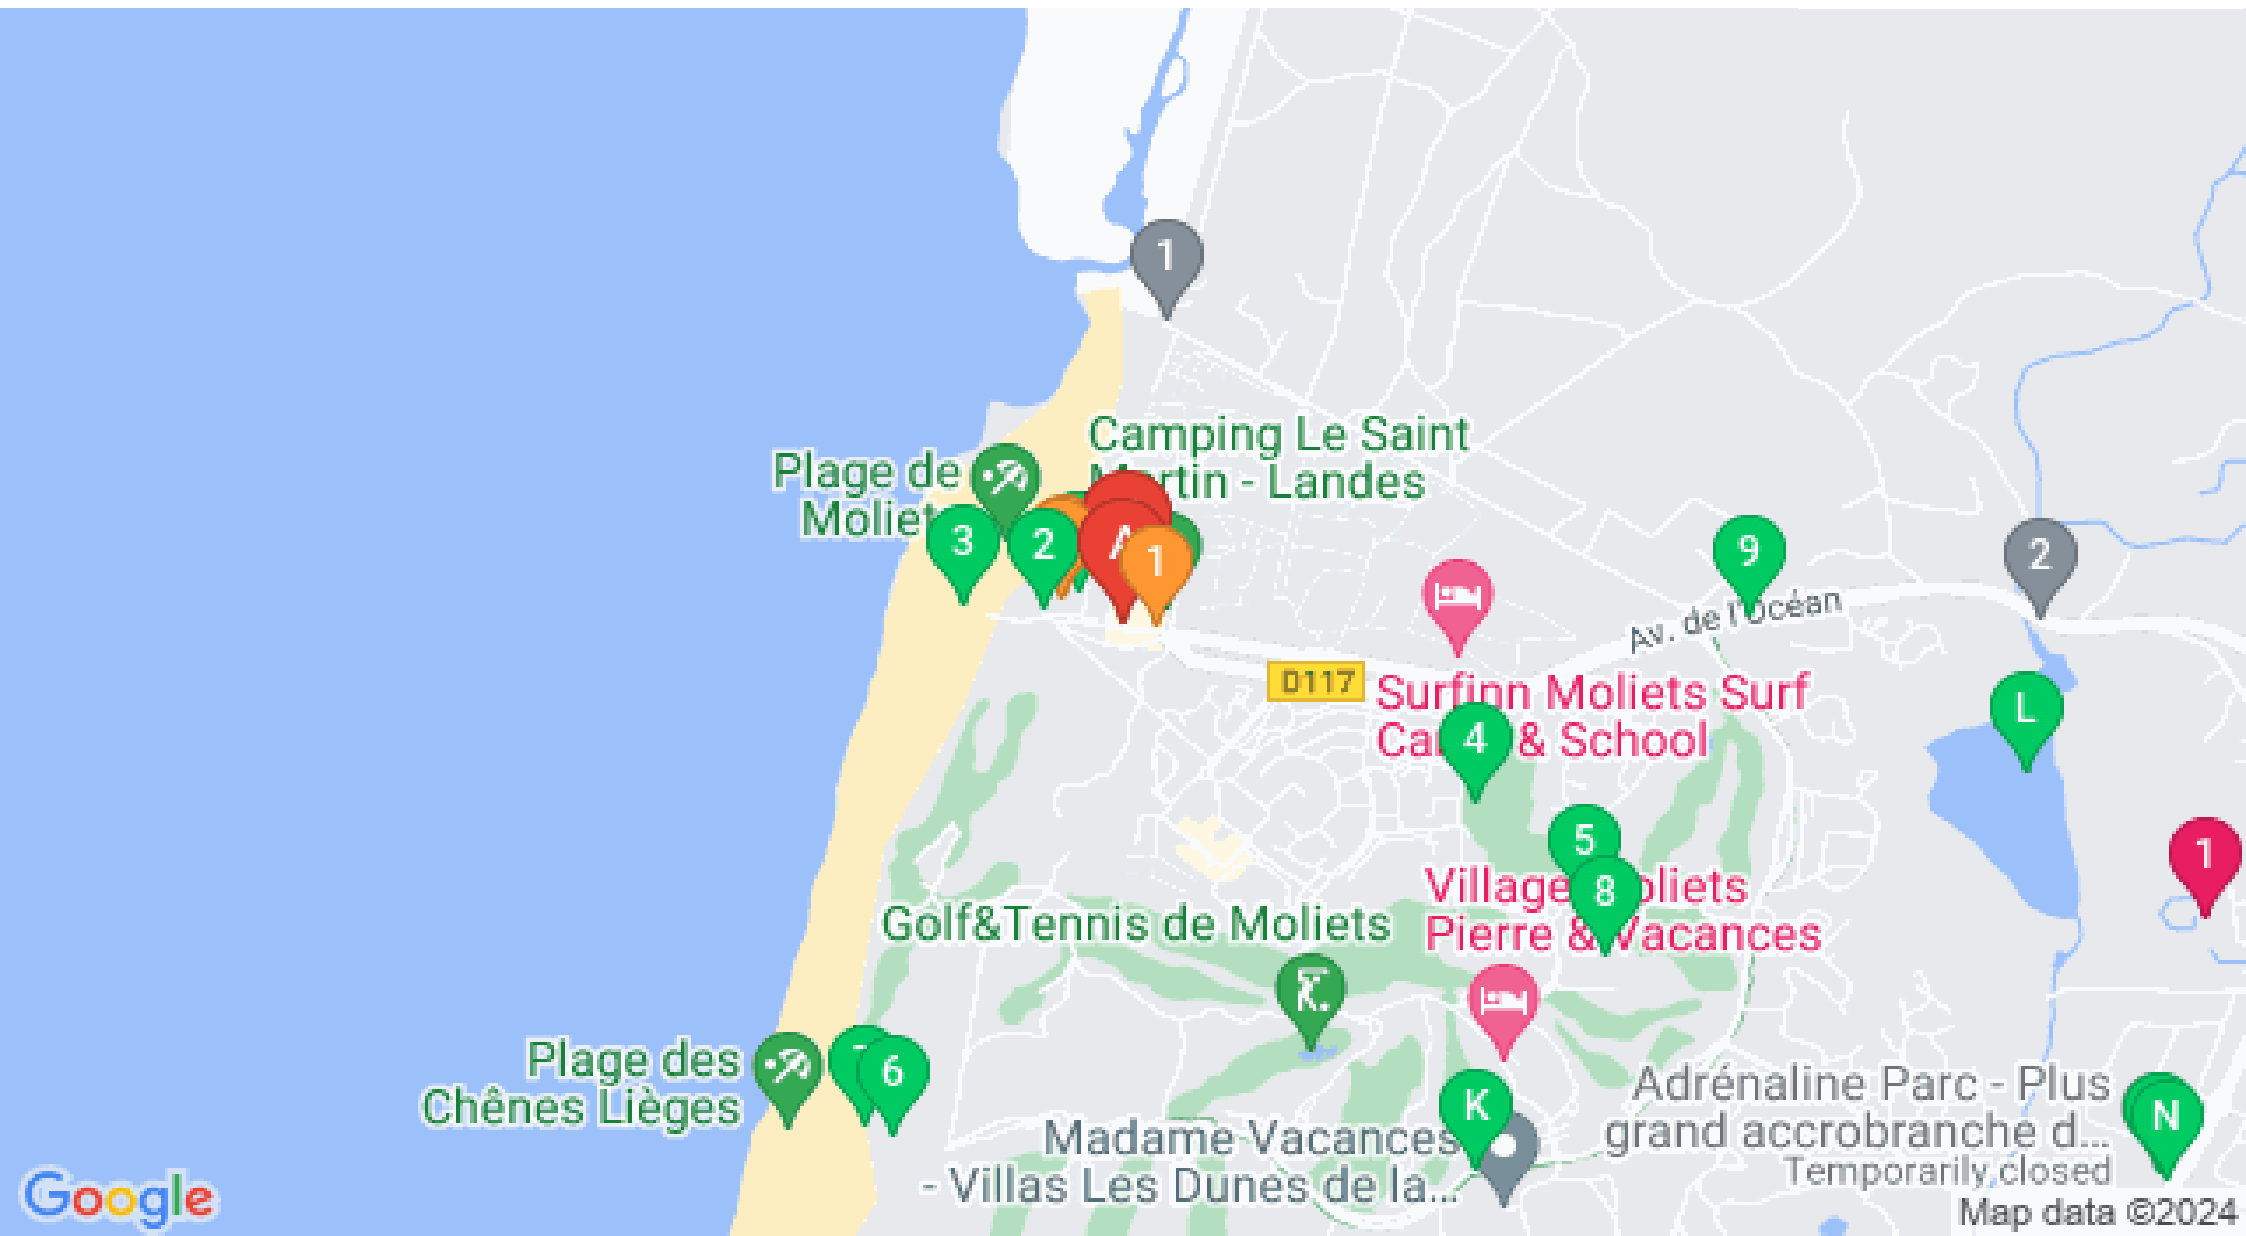 1
Camping Le Saint
Martin - Landes
Plage de
Moliets
3
2
A
1
9
2
Av. de l'Océan
D117
Surfinn Moliets Surf
& School
4
L
5
1
Village Moliets
Pierre & Vacances
8
Golf&Tennis de Moliets
Plage des
Chênes Lièges
6
K
Adrénaline Parc - Plus
grand accrobranche d...
Temporarily closed
N
Madame Vacances
- Villas Les Dunes de la...
Google
Map data ©2024